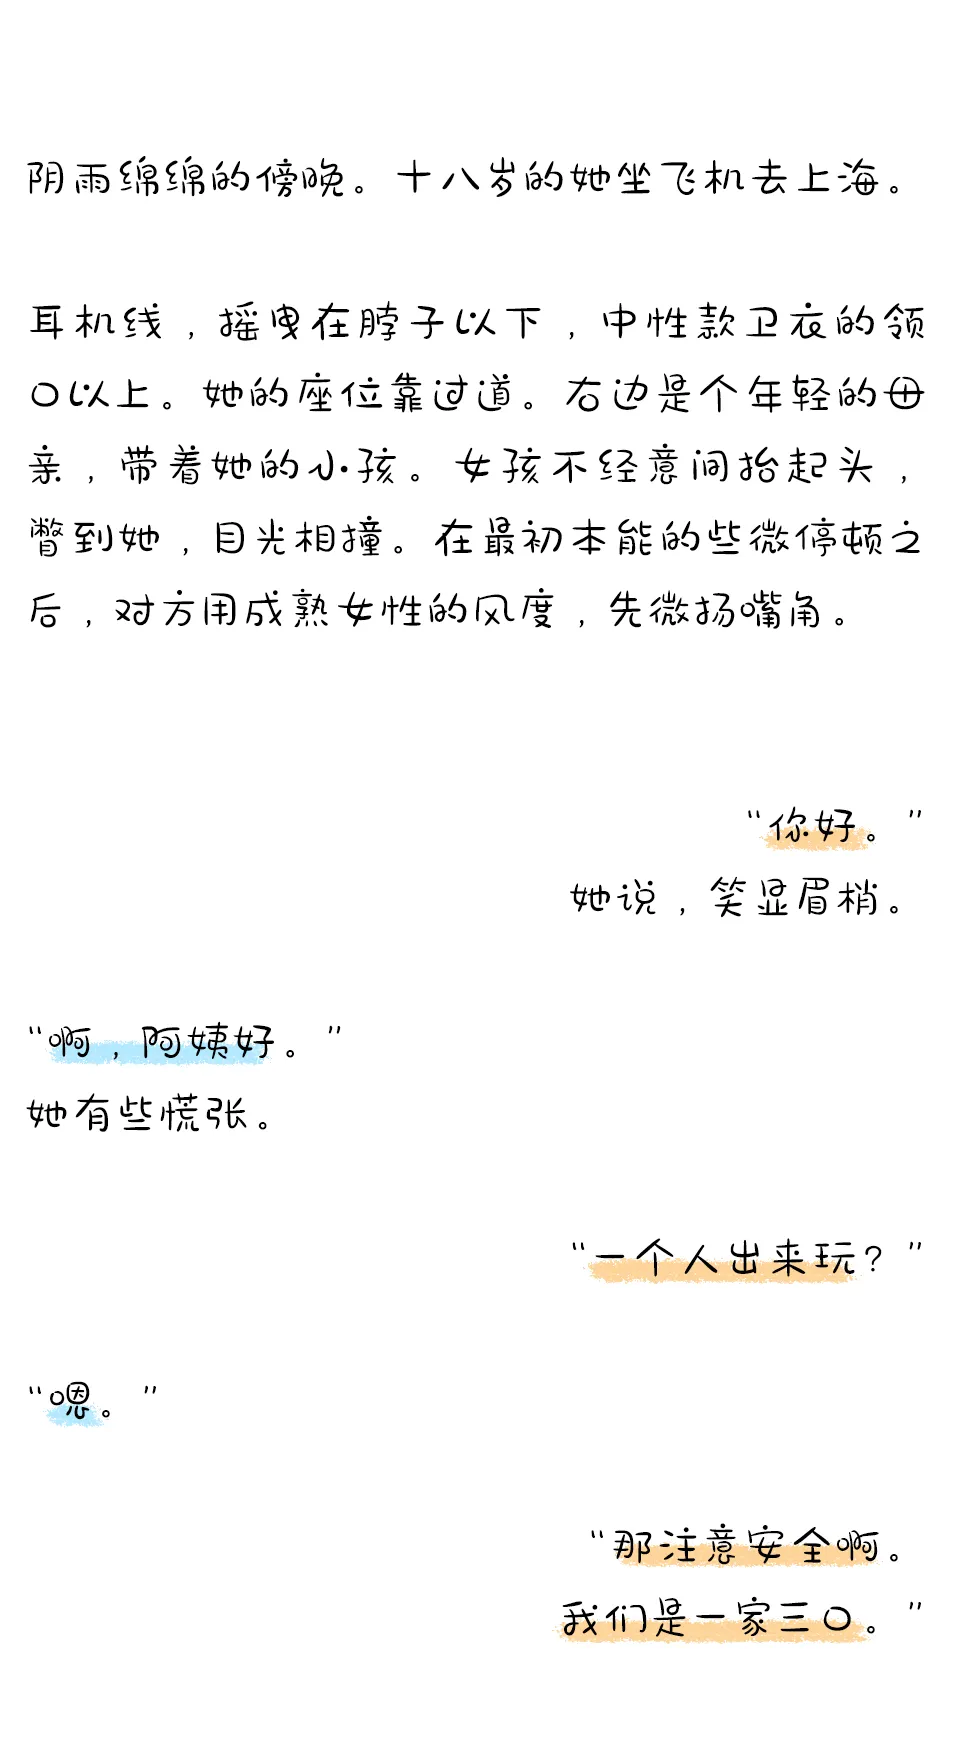 阴雨绵绵的傍晚。十八岁的她坐飞机去上海。
耳机线，摇曳在脖子以下，中性款卫衣的领
口以上。她的座位靠过道。右边是个年轻的母
亲，带着她的小孩。女孩不经意间抬起头，
瞥到她，目光相撞。在最初本能的些微停顿之
后，对方用成熟女性的风度，先微扬嘴角。
“你好。”
她说，笑显眉梢。
“啊，阿姨好。”
她有些慌张。
“一个人出来玩？”
“嗯。”
“那注意安全啊。
我们是一家三口。”